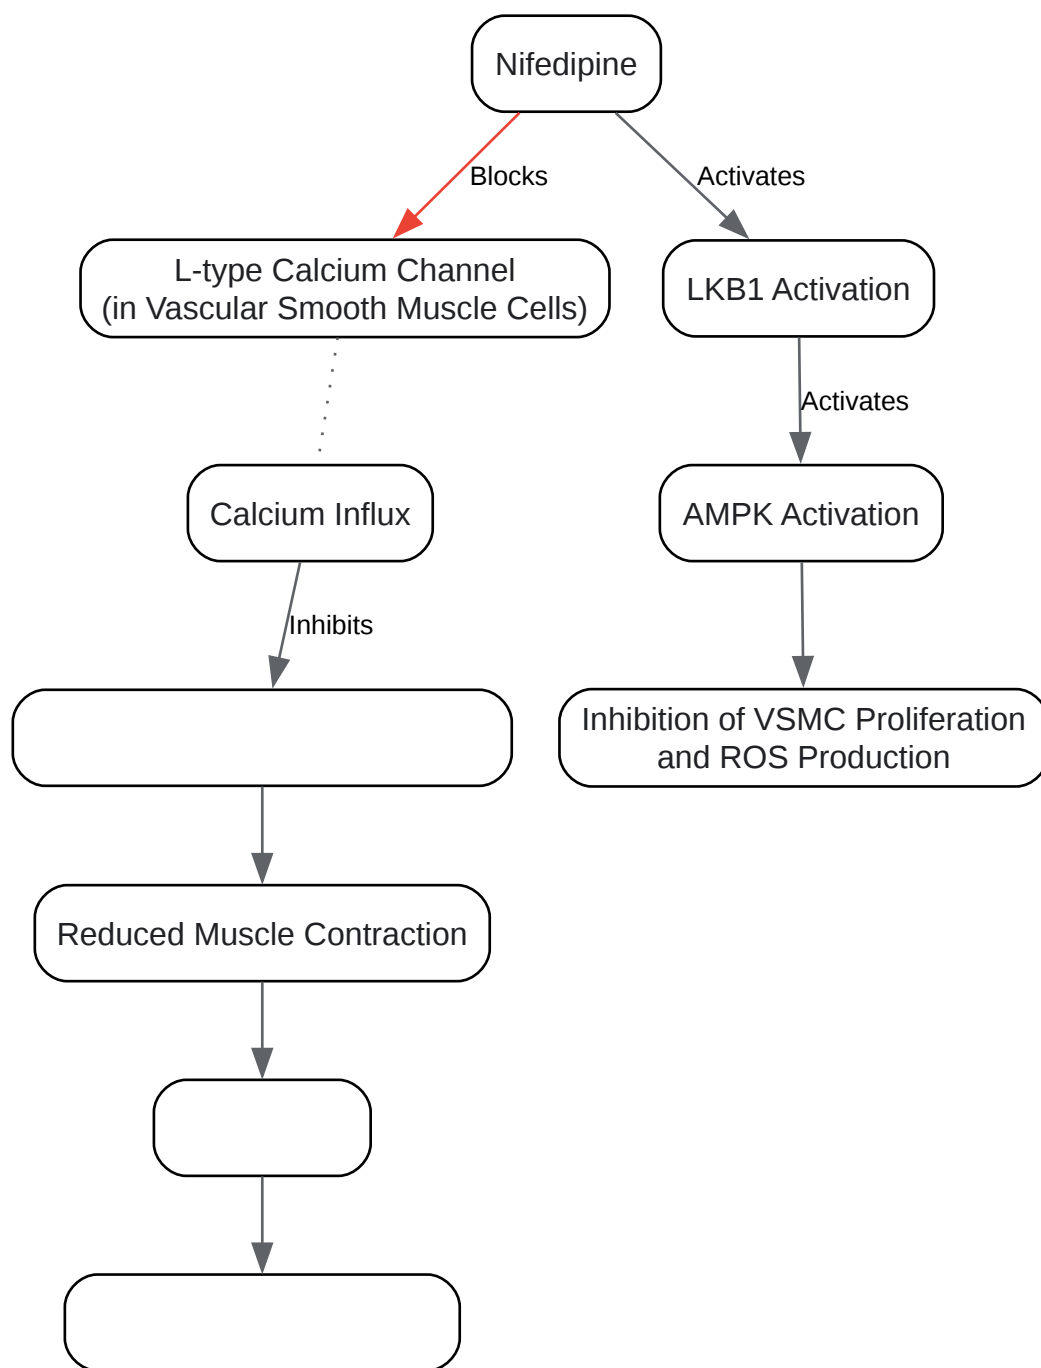 Nifedipine
Blocks
Activates
L-type Calcium Channel
(in Vascular Smooth Muscle Cells)
LKB1 Activation
Activates
Calcium Influx
AMPK Activation
Inhibits
Inhibition of VSMC Proliferation
and ROS Production
Reduced Muscle Contraction